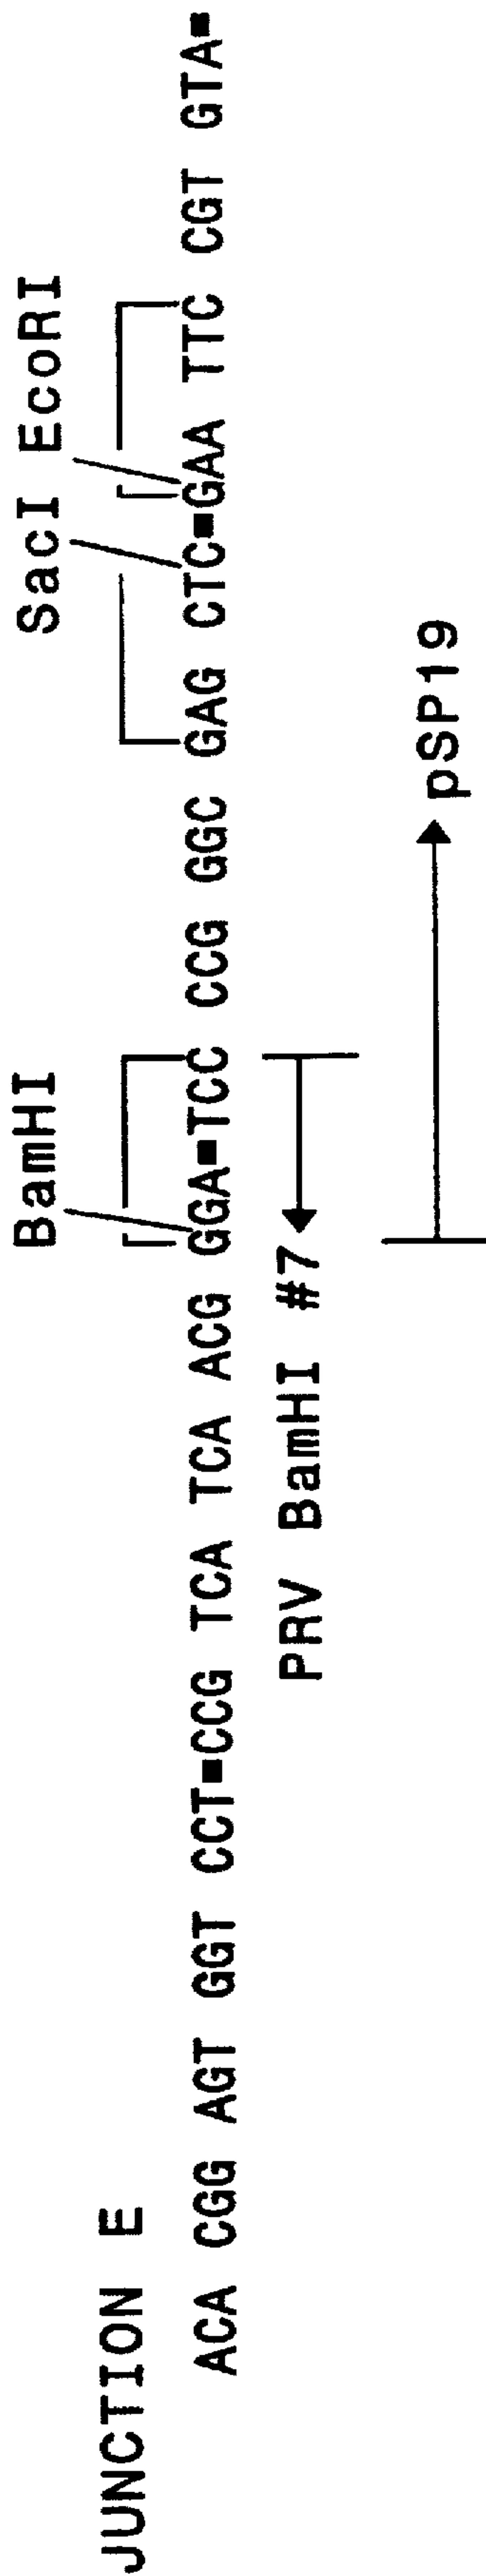 JUNCTION E
BamHI SacI EcoRI
ACA CGG AGT GGT CCT▪CCG TCA TCA ACG GGA▪TCC CCG GGC GAG CTC▪GAA TTC CGT GTA▪
PRV BamHI #7
pSP19